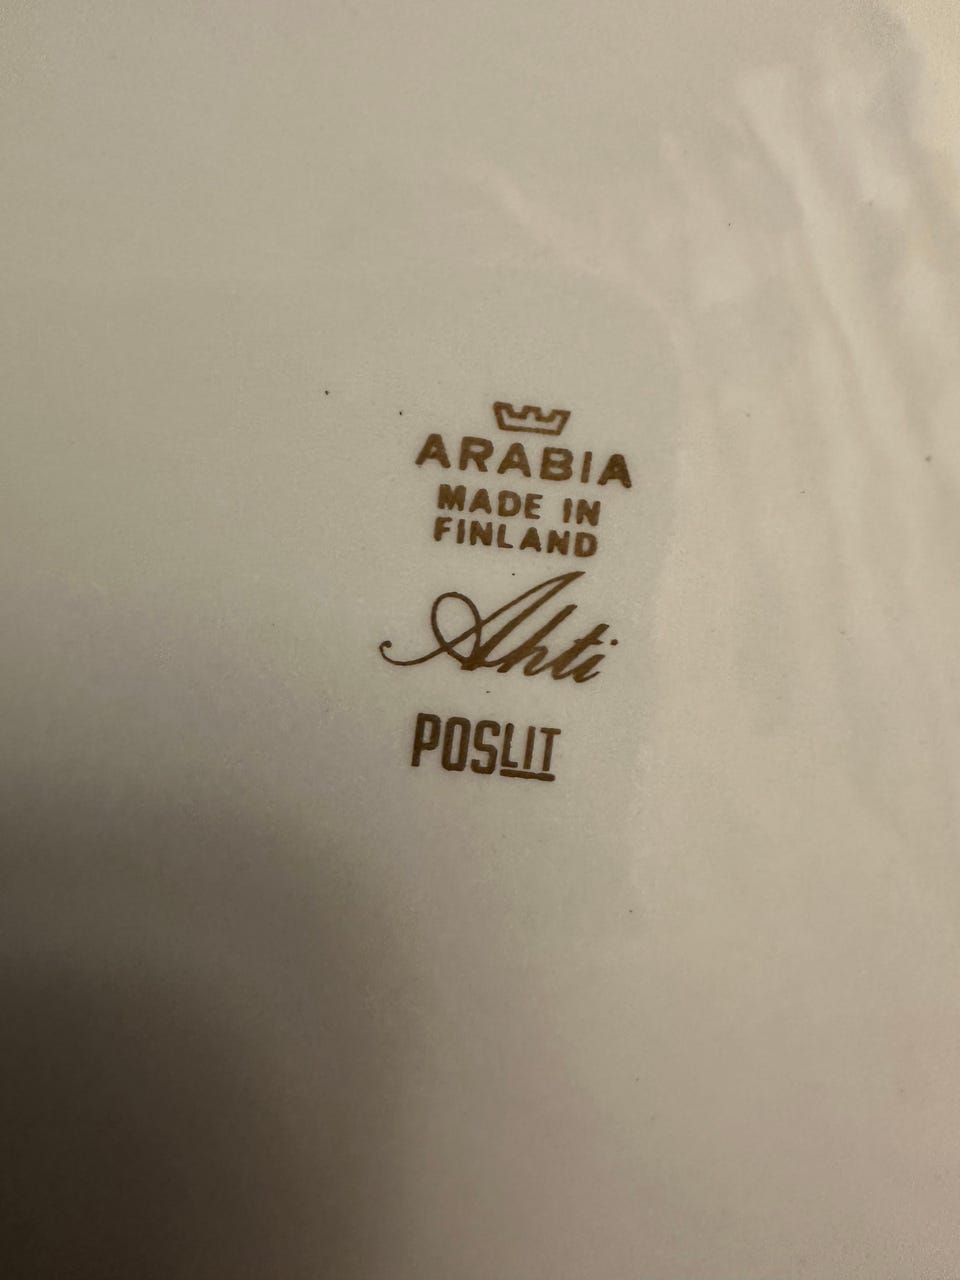 ARABIA
MADE IN
FINLAND
Ahti
POSLIT